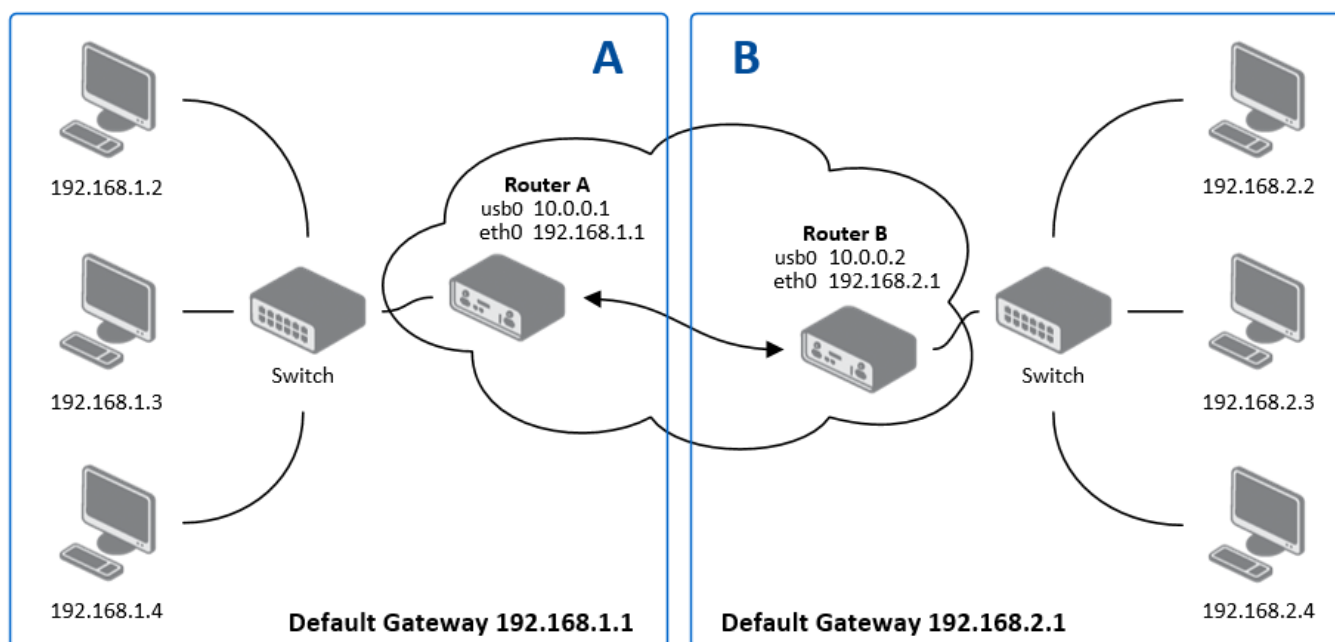 A
B
192.168.1.2
192.168.2.2
Router A
usb0 10.0.0.1
eth0 192.168.1.1
Router B
usb0 10.0.0.2
eth0 192.168.2.1
Switch
Switch
192.168.1.3
192.168.2.3
192.168.1.4
192.168.2.4
Default Gateway 192.168.1.1
Default Gateway 192.168.2.1